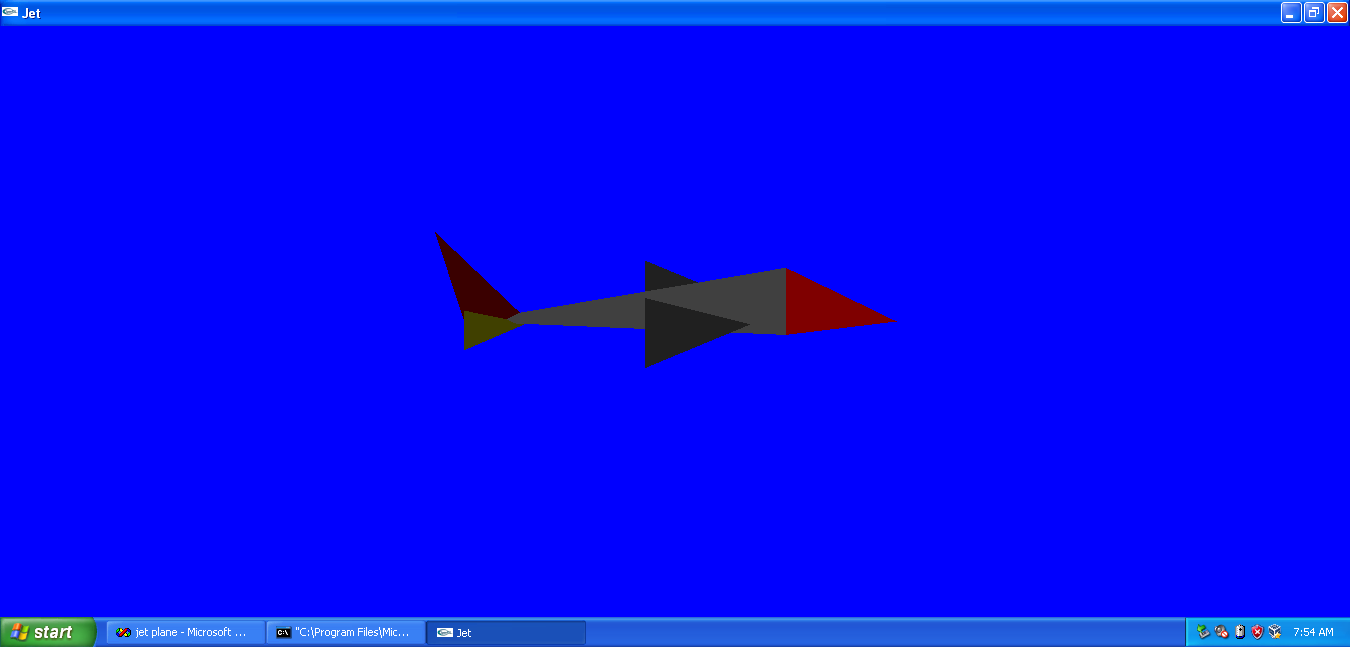 Jet
start
jet plane - Microsoft ...
C:\
"C:\Program Files\Mic...
Jet
7:54 AM